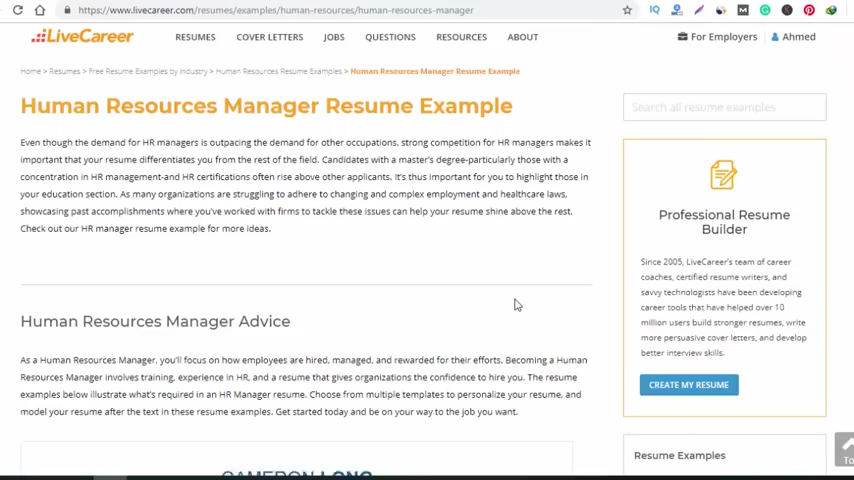 https://www.livecareer.com/resumes/examples/human-resources/human-resources-manager
LiveCareer
RESUMES COVER LETTERS JOBS QUESTIONS RESOURCES ABOUT
For Employers Ahmed
Home > Resumes > Free Resume Examples by Industry > Human Resources Resume Examples > Human Resources Manager Resume Example
Human Resources Manager Resume Example
Even though the demand for HR managers is outpacing the demand for other occupations, strong competition for HR managers makes it
important that your resume differentiates you from the rest of the field. Candidates with a master's degree-particularly those with a
concentration in HR management-and HR certifications often rise above other applicants. It's thus important for you to highlight those in
your education section. As many organizations are struggling to adhere to changing and complex employment and healthcare laws,
showcasing past accomplishments where you've worked with firms to tackle these issues can help your resume shine above the rest.
Check out our HR manager resume example for more ideas.
Human Resources Manager Advice
As a Human Resources Manager, you'll focus on how employees are hired, managed, and rewarded for their efforts. Becoming a Human
Resources Manager involves training, experience in HR, and a resume that gives organizations the confidence to hire you. The resume
examples below illustrate what's required in an HR Manager resume. Choose from multiple templates to personalize your resume, and
model your resume after the text in these resume examples. Get started today and be on your way to the job you want.
CAMERON LONG
Search all resume examples
Professional Resume
Builder
Since 2005, LiveCareer's team of career
coaches, certified resume writers, and
savvy technologists have been developing
career tools that have helped over 10
million users build stronger resumes, write
more persuasive cover letters, and develop
better interview skills.
CREATE MY RESUME
Resume Examples
To